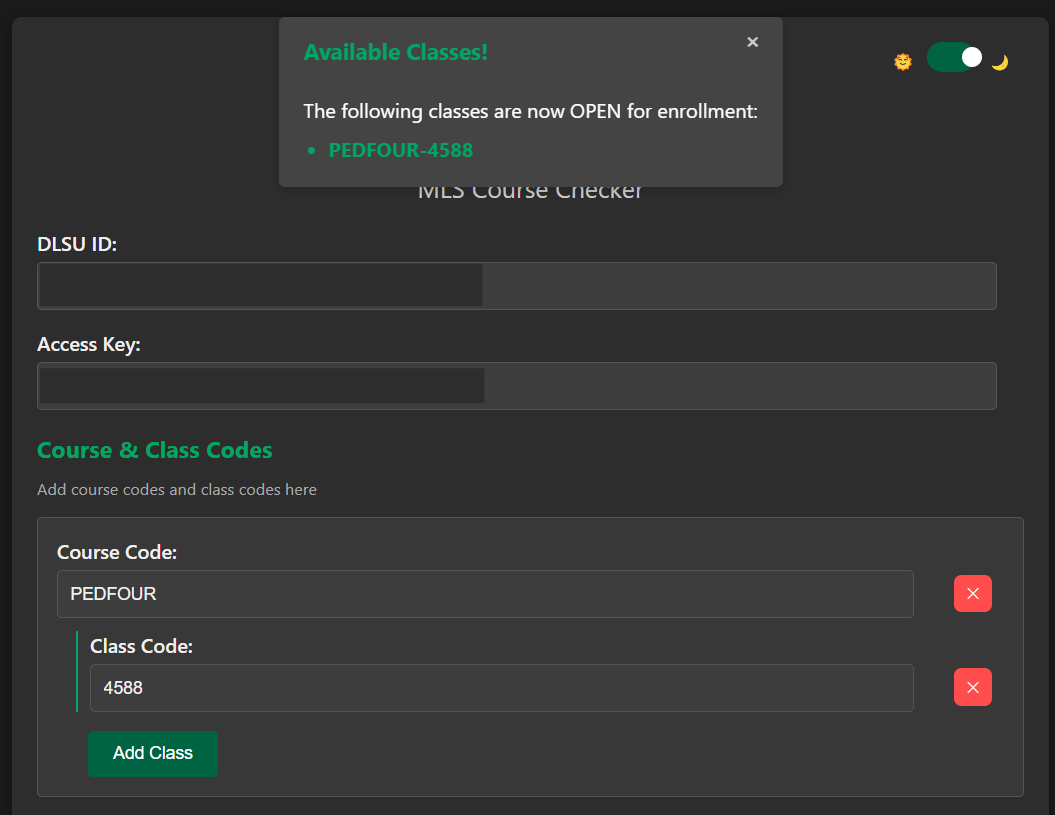 Available Classes!
×
The following classes are now OPEN for enrollment:
• PEDFOUR-4588
MLS Course Checker
DLSU ID:
Access Key:
Course & Class Codes
Add course codes and class codes here
Course Code:
PEDFOUR
Class Code:
4588
Add Class